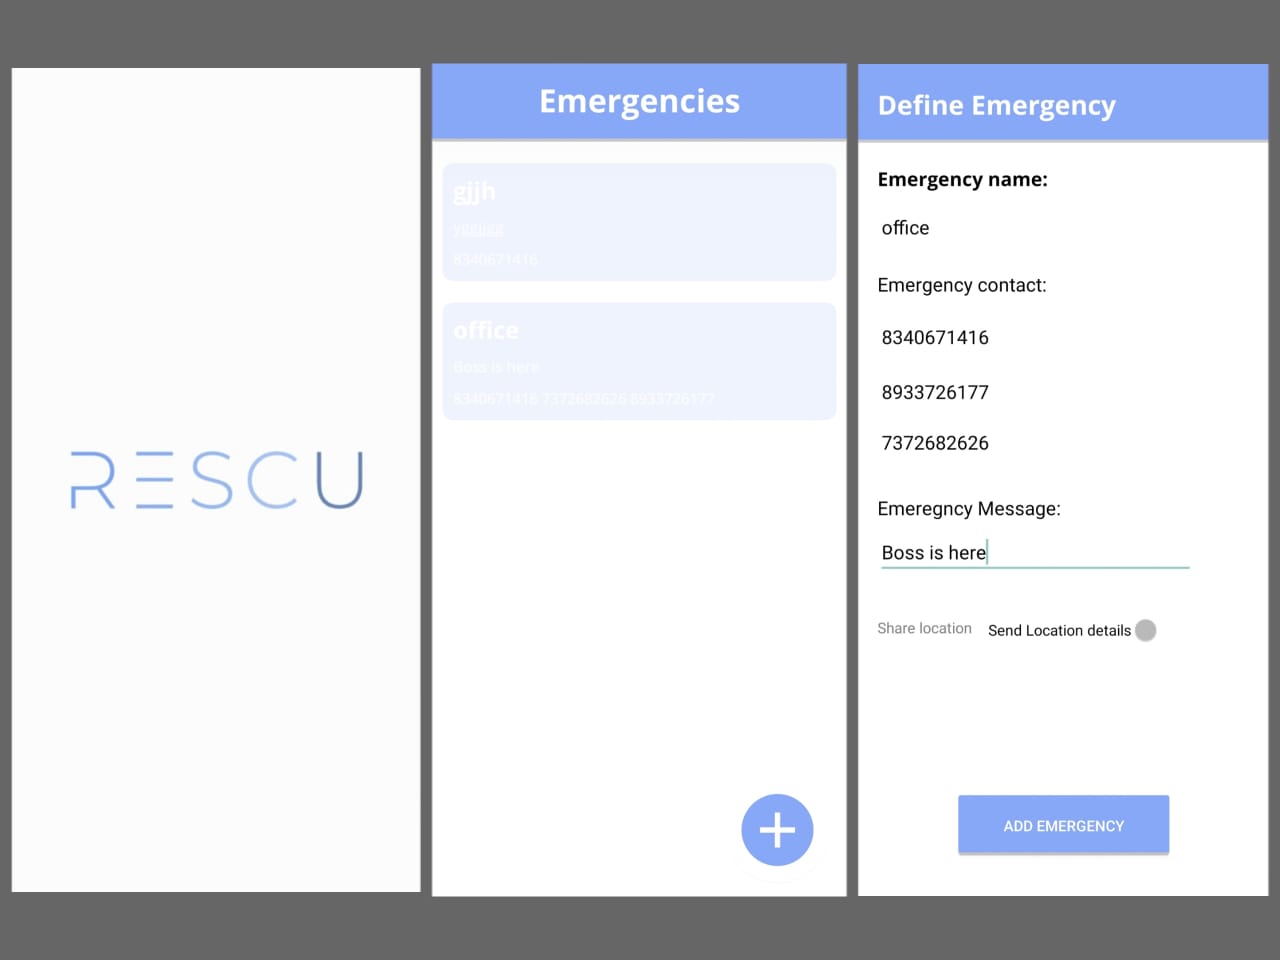 RESCU
Emergencies
gjjh
8340671416
office
Boss is here
8340671416 7372682626 8933726177
Define Emergency
Emergency name:
office
Emergency contact:
8340671416
8933726177
7372682626
Emeregncy Message:
Boss is here
Share location Send Location details
ADD EMERGENCY